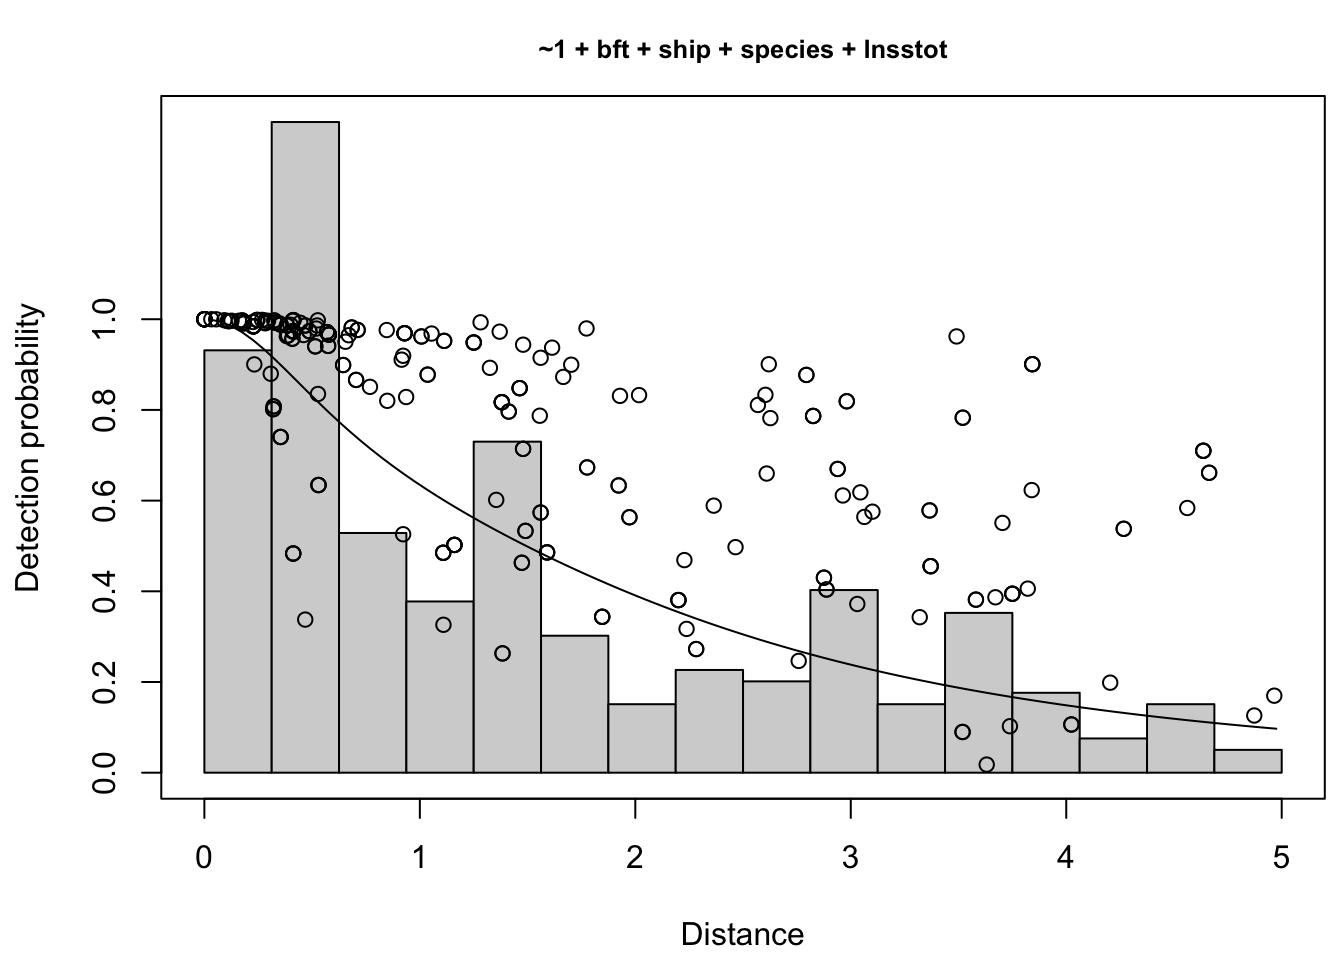 ~1 + bft + ship + species + lnsstot
Detection probability
1.0
0.8
0.6
0.4
0.2
0.0
0 1 2 3 4 5
Distance